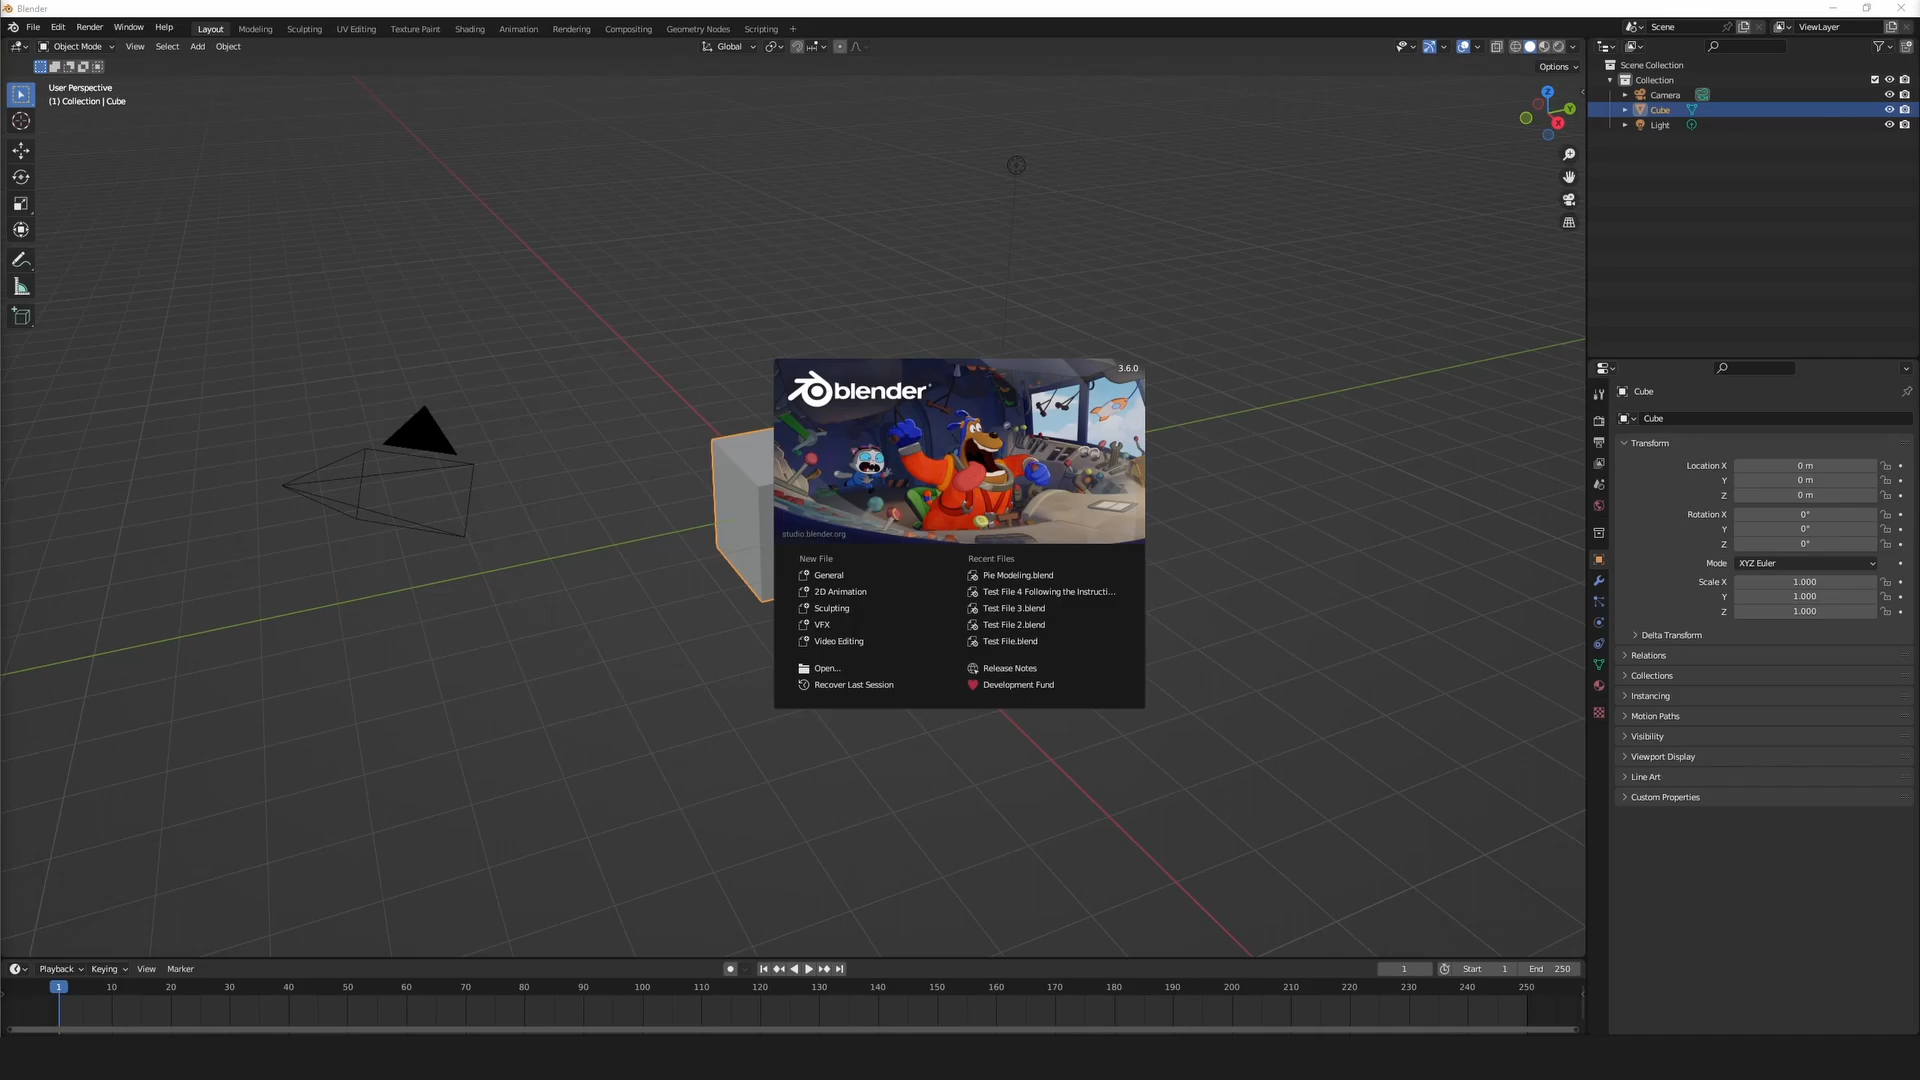 Blender
File Edit Render Window Help Layout Modeling Sculpting UV Editing Texture Paint Shading Animation Rendering Compositing Geometry Nodes Scripting + Scene ViewLayer
Object Mode View Select Add Object Global
Options
User Perspective
(1) Collection | Cube
Z
Y
X
Scene Collection
Collection
Camera
Cube
Light
blender
3.6.0
studio.blender.org
New File
General
2D Animation
Sculpting
VFX
Video Editing
Open...
Recover Last Session
Recent Files
Pie Modeling.blend
Test File 4 Following the Instructi...
Test File 3.blend
Test File 2.blend
Test File.blend
Release Notes
Development Fund
Cube
Cube
Transform
Location X 0 m
Y 0 m
Z 0 m
Rotation X 0°
Y 0°
Z 0°
Mode XYZ Euler
Scale X 1.000
Y 1.000
Z 1.000
Delta Transform
Relations
Collections
Instancing
Motion Paths
Visibility
Viewport Display
Line Art
Custom Properties
Playback Keying View Marker 1 Start 1 End 250
1 10 20 30 40 50 60 70 80 90 100 110 120 130 140 150 160 170 180 190 200 210 220 230 240 250